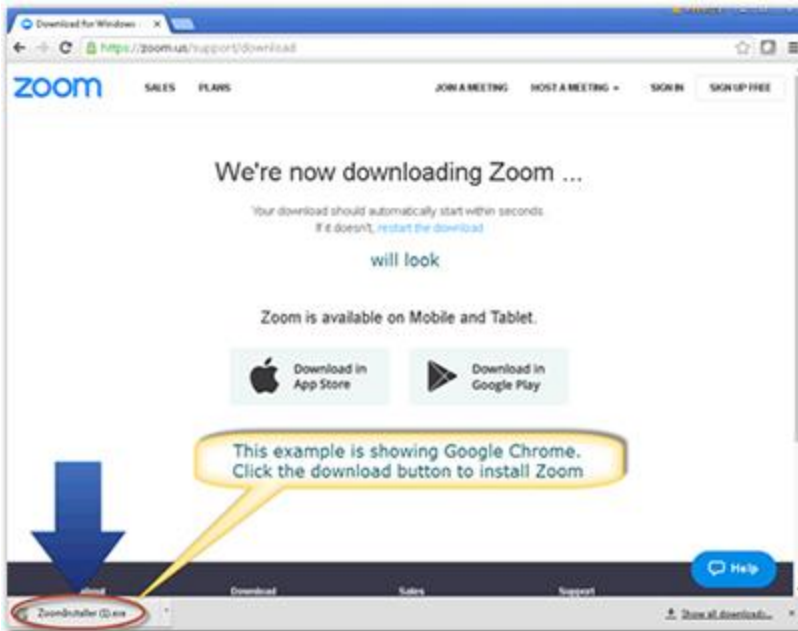 Download for Windows
https://zoom.us/support/download
zoom
SALES PLANS JOIN A MEETING HOST A MEETING SIGN IN SIGN UP FREE
We're now downloading Zoom ...
Your download should automatically start within seconds.
If it doesn't, restart the download
will look
Zoom is available on Mobile and Tablet.
Download in
App Store
Download in
Google Play
This example is showing Google Chrome.
Click the download button to install Zoom
Help
About Download Sales Support
ZoomInstaller (1).exe
Show all downloads...